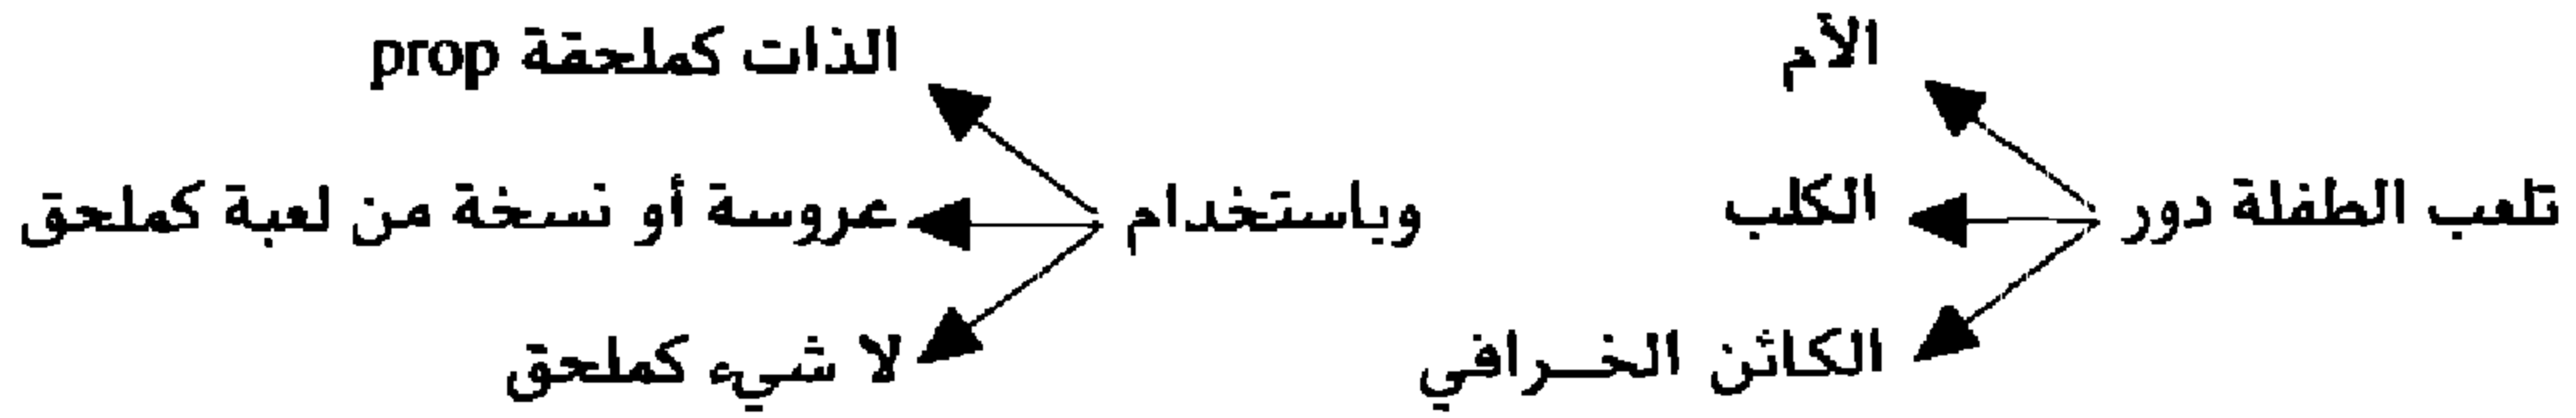 الأم الذات كملحقة prop
تلعب الطفلة دور الكلب وباستخدام عروسة أو نسخة من لعبة كملحق
الكائن الخرافي لا شيء كملحق